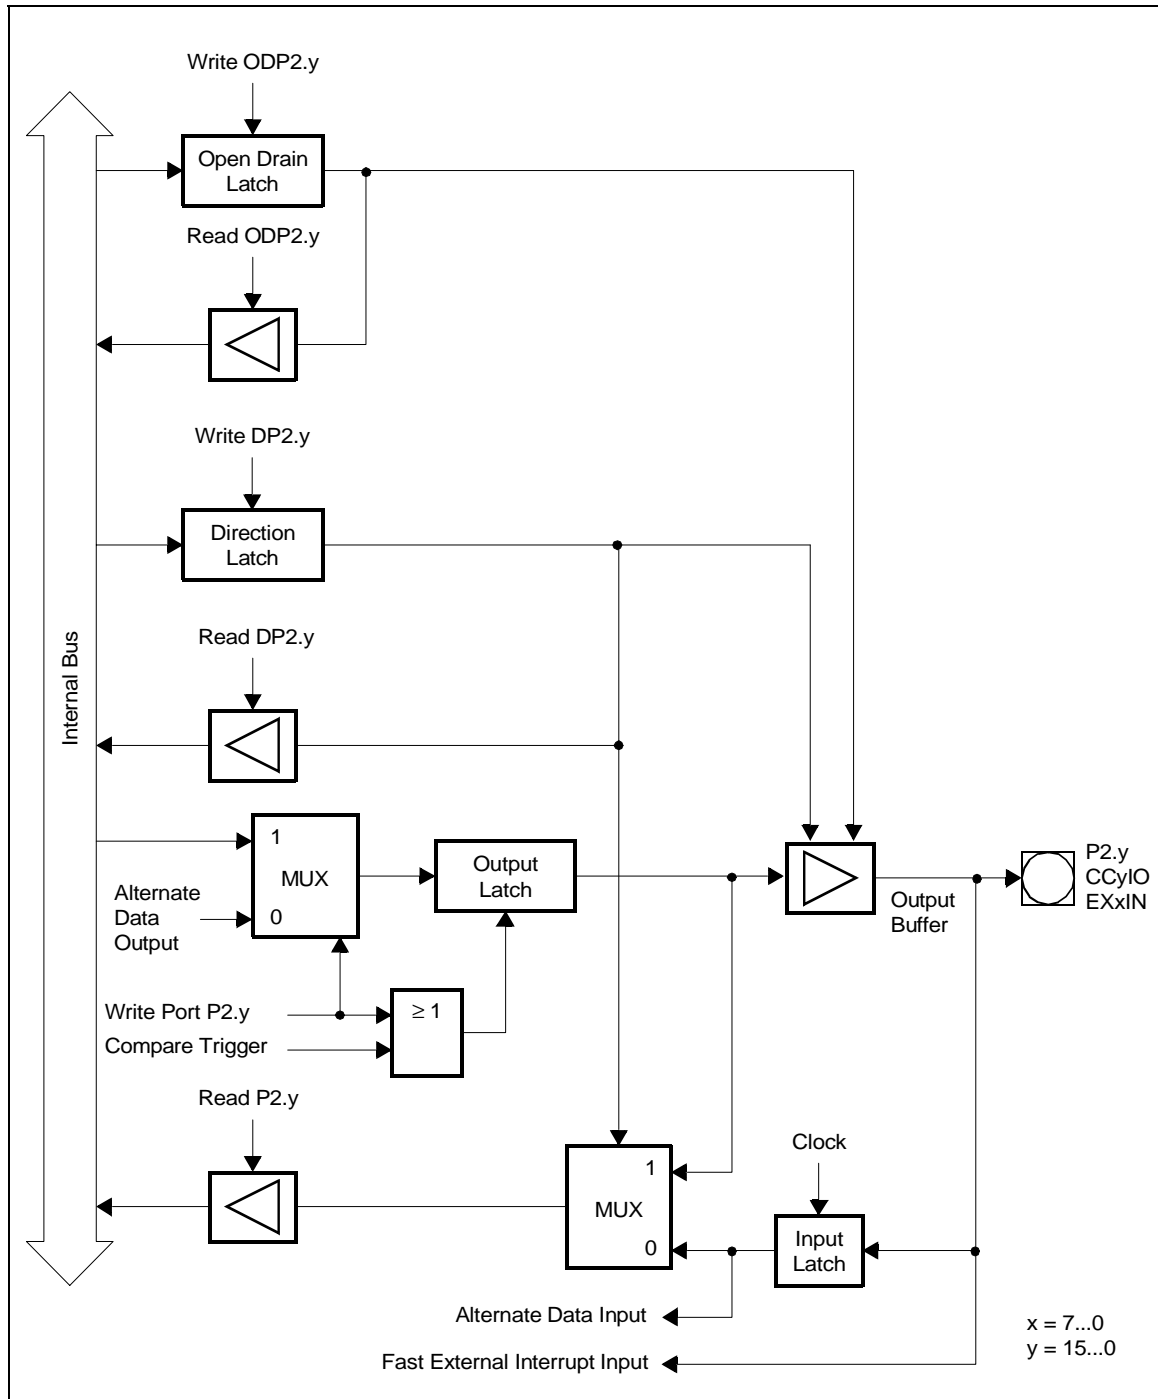 Write ODP2.y
Open Drain
Latch
Read ODP2.y
Write DP2.y
Direction
Latch
Internal Bus
Read DP2.y
1
MUX
0
Alternate
Data
Output
Output
Latch
Output
Buffer
P2.y
CCyIO
EXxIN
Write Port P2.y
≥ 1
Compare Trigger
Read P2.y
1
MUX
0
Clock
Input
Latch
Alternate Data Input
Fast External Interrupt Input
x = 7...0
y = 15...0